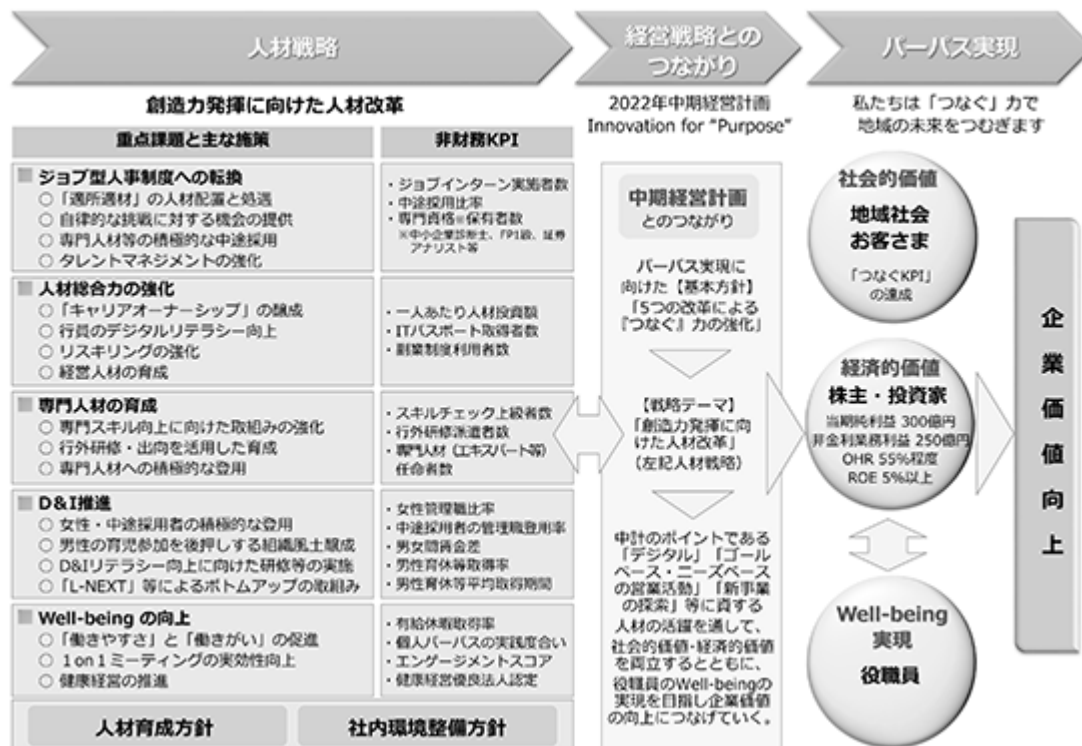 人材戦略
経営戦略との
つながり
パーパス実現
創造力発揮に向けた人材改革
2022年中期経営計画
Innovation for "Purpose"
私たちは「つなぐ」力で
地域の未来をつむぎます
重点課題と主な施策
非財務KPI
ジョブ型人事制度への転換
○「適所適材」の人材配置と処遇
○自律的な挑戦に対する機会の提供
○専門人材等の積極的な中途採用
○タレントマネジメントの強化
・ジョブインターン実施者数
・中途採用比率
・専門資格※保有者数
※中小企業診断士、FP1級、証券
アナリスト等
人材総合力の強化
○「キャリアオーナーシップ」の醸成
○行員のデジタルリテラシー向上
○リスキリングの強化
○経営人材の育成
・一人あたり人材投資額
・ITパスポート取得者数
・副業制度利用者数
専門人材の育成
○専門スキル向上に向けた取組みの強化
○行外研修・出向を活用した育成
○専門人材への積極的な登用
・スキルチェック上級者数
・行外研修派遣者数
・専門人材（エキスパート等）
任命者数
D&I推進
○女性・中途採用者の積極的な登用
○男性の育児参加を後押しする組織風土醸成
○D&Iリテラシー向上に向けた研修等の実施
○「L-NEXT」等によるボトムアップの取組み
・女性管理職比率
・中途採用者の管理職登用率
・男女間賃金差
・男性育休等取得率
・男性育休等平均取得期間
Well-being の向上
○「働きやすさ」と「働きがい」の促進
○1on1ミーティングの実効性向上
○健康経営の推進
・有給休暇取得率
・個人パーパスの実践度合い
・エンゲージメントスコア
・健康経営優良法人認定
人材育成方針
社内環境整備方針
中期経営計画
とのつながり
パーパス実現に
向けた【基本方針】
「5つの改革による
『つなぐ』力の強化」
【戦略テーマ】
「創造力発揮に向
けた人材改革」
（左記人材戦略）
中計のポイントである
「デジタル」「ゴール
ベース・ニーズベース
の営業活動」「新事業
の探索」等に資する
人材の活躍を通して、
社会的価値・経済的価値
を両立するとともに、
役職員のWell-beingの
実現を目指し企業価値
の向上につなげていく。
社会的価値
地域社会
お客さま
「つなぐKPI」
の達成
経済的価値
株主・投資家
当期純利益 300億円
非金利業務利益 250億円
OHR 55%程度
ROE 5%以上
Well-being
実現
役職員
企業価値向上